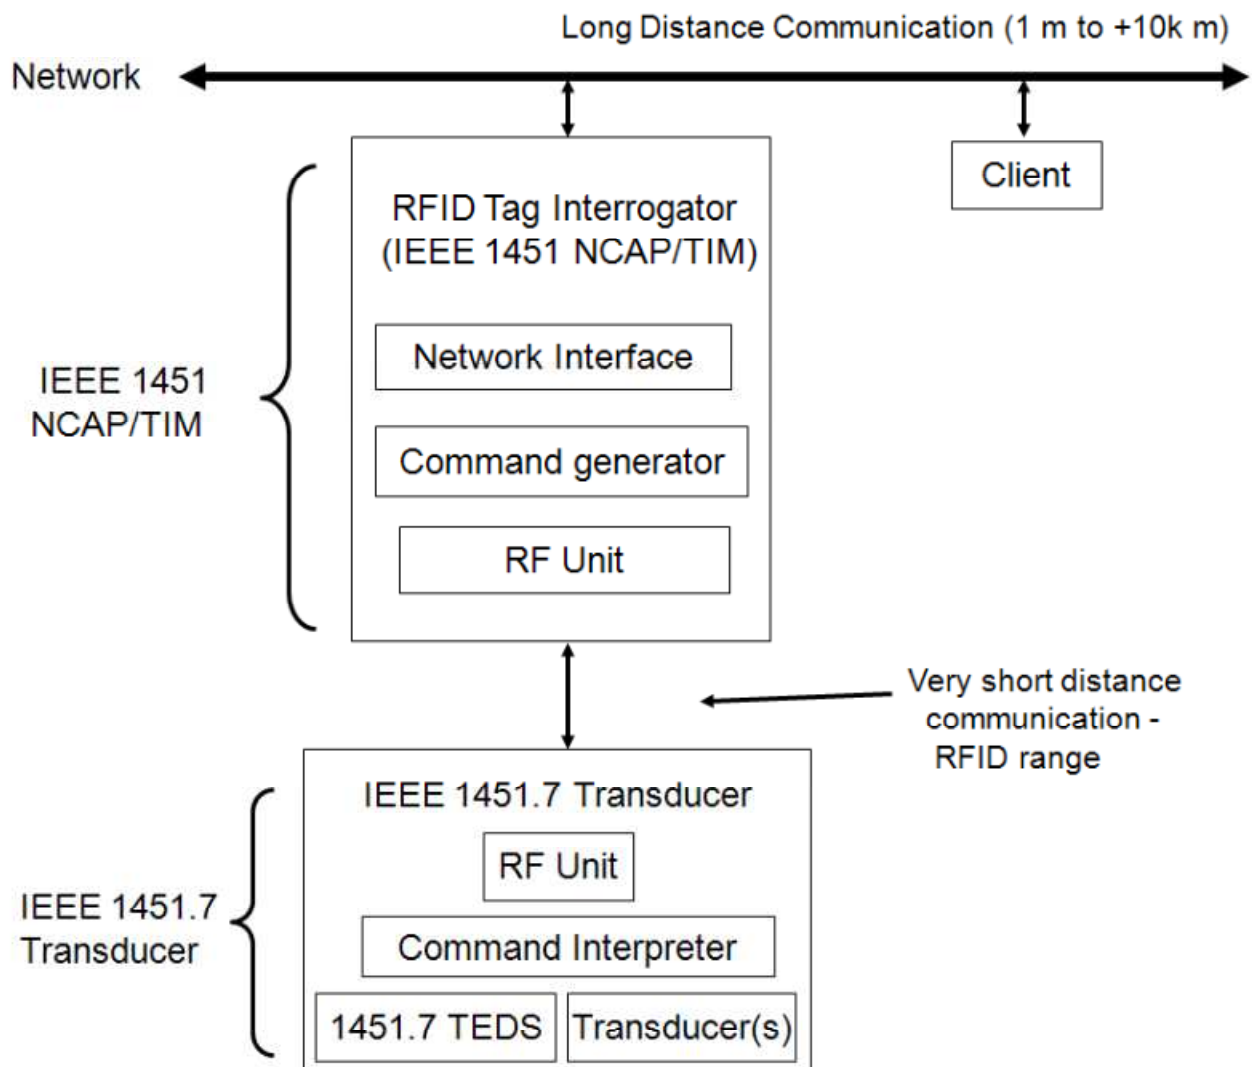 Long Distance Communication (1 m to +10k m)
Network
Client
RFID Tag Interrogator
(IEEE 1451 NCAP/TIM)
Network Interface
IEEE 1451
NCAP/TIM
Command generator
RF Unit
Very short distance
communication -
RFID range
IEEE 1451.7 Transducer
RF Unit
IEEE 1451.7
Transducer
Command Interpreter
1451.7 TEDS
Transducer(s)